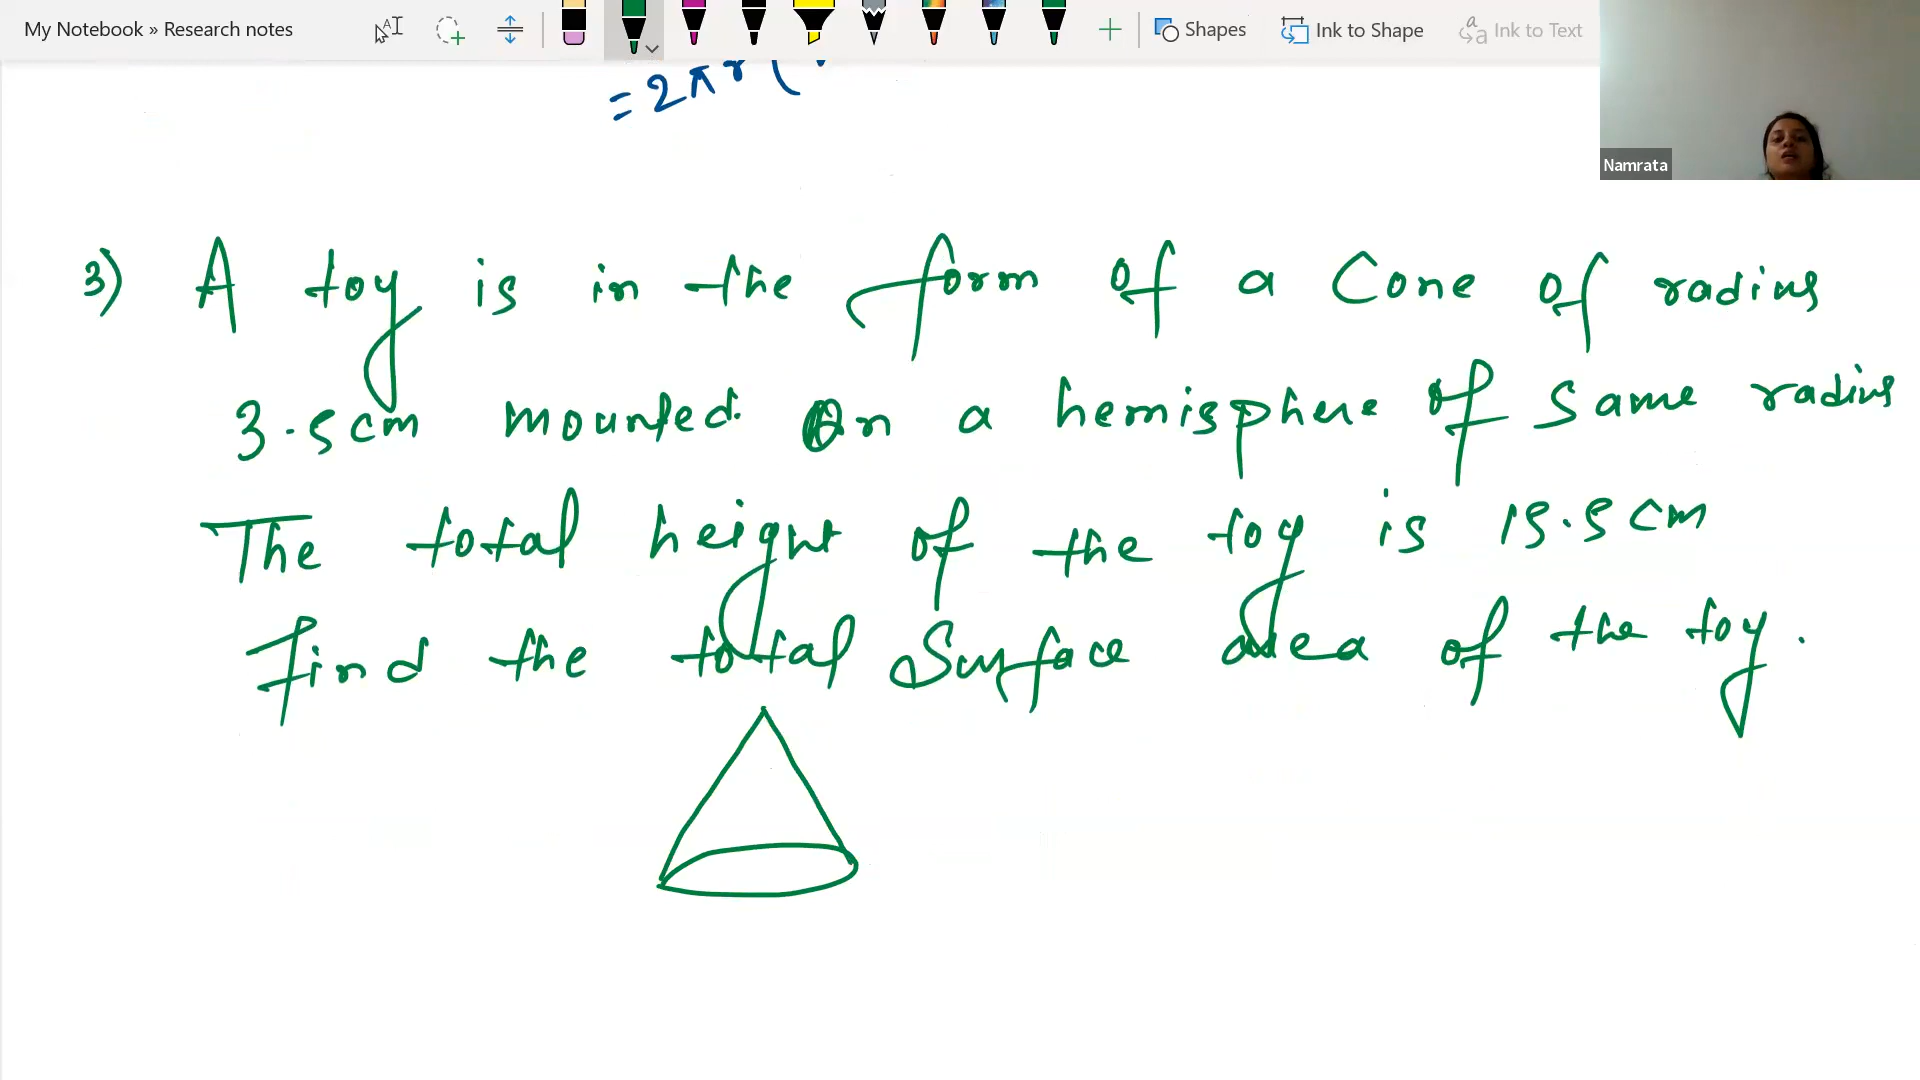 My Notebook » Research notes
Shapes
Ink to Shape
Ink to Text
Namrata
= 2πr(
3) A toy is in the form of a Cone of radius
3.5cm mounted on a hemisphere of same radius
The total height of the toy is 15.5cm
Find the total Surface area of the toy.